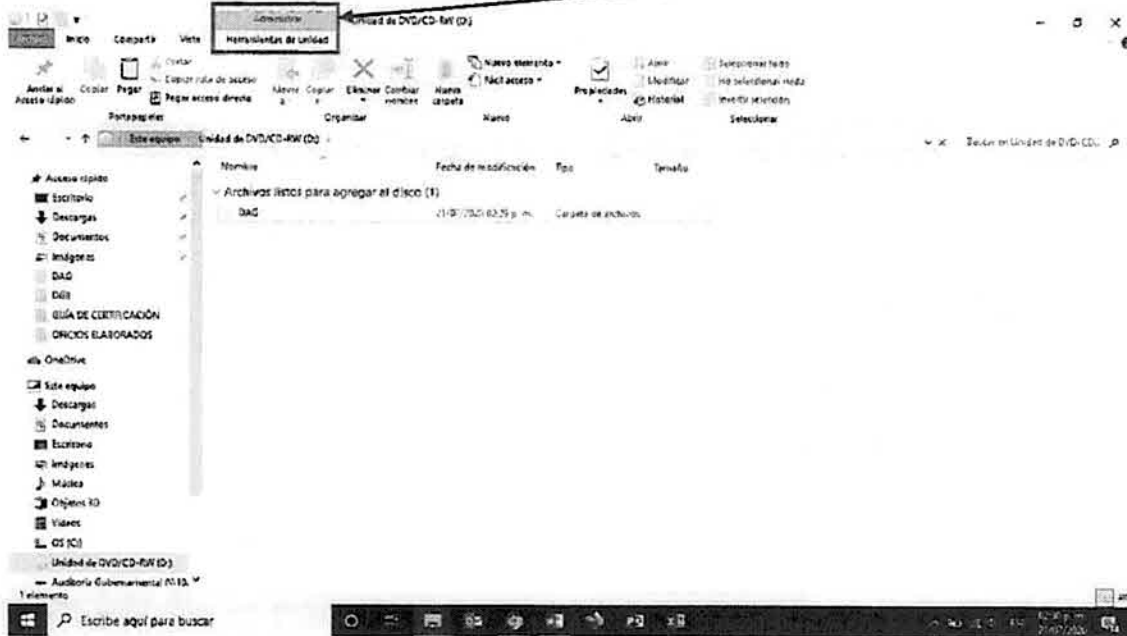 Administrar
Unidad de DVD/CD-RW (D:)
Inicio Compartir Vista Herramientas de unidad
Anclar al Acceso rápido
Copiar
Pegar
Cortar
Copiar ruta de acceso
Pegar acceso directo
Eliminar
Cambiar nombre
Nueva carpeta
Nuevo elemento
Fácil acceso
Propiedades
Abrir
Modificar
Historial
Seleccionar todo
No seleccionar nada
Invertir selección
Portapapeles Organizar Nuevo Abrir Seleccionar
Este equipo Unidad de DVD/CD-RW (D:)
Nombre Fecha de modificación Tipo Tamaño
Archivos listos para agregar al disco (1)
DAG Carpeta de archivos
Acceso rápido
Escritorio
Descargas
Documentos
Imágenes
DAG
GUÍA DE CERTIFICACIÓN
OFICIOS ELABORADOS
OneDrive
Este equipo
Descargas
Documentos
Escritorio
Imágenes
Música
Objetos 3D
Vídeos
OS (C:)
Unidad de DVD/CD-RW (D:)
1 elemento
Escribe aquí para buscar